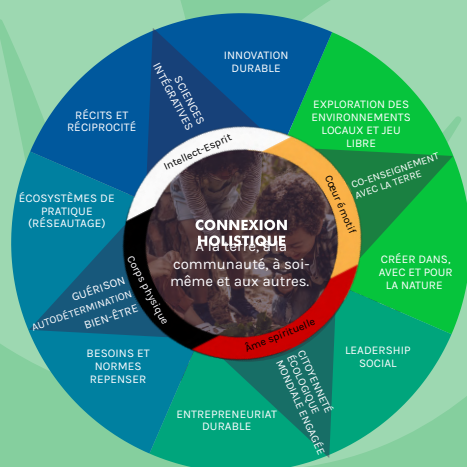 INNOVATION
DURABLE
EXPLORATION DES
ENVIRONNEMENTS
LOCAUX ET JEU
LIBRE
CO-ENSEIGNEMENT
AVEC LA TERRE
CRÉER DANS,
AVEC ET POUR
LA NATURE
LEADERSHIP
SOCIAL
CITOYENNETÉ
ÉCOLOGIQUE
MONDIALE ENGAGÉE
ENTREPRENEURIAT
DURABLE
BESOINS ET
NORMES
REPENSER
GUÉRISON
AUTODÉTERMINATION
BIEN-ÊTRE
ÉCOSYSTÈMES DE
PRATIQUE
(RÉSEAUTAGE)
RÉCITS ET
RÉCIPROCITÉ
SCIENCES
INTÉGRATIVES
Intellect-Esprit
Cœur émotif
Âme spirituelle
Corps physique
CONNEXION
HOLISTIQUE
À la terre, à la
communauté, à soi-
même et aux autres.